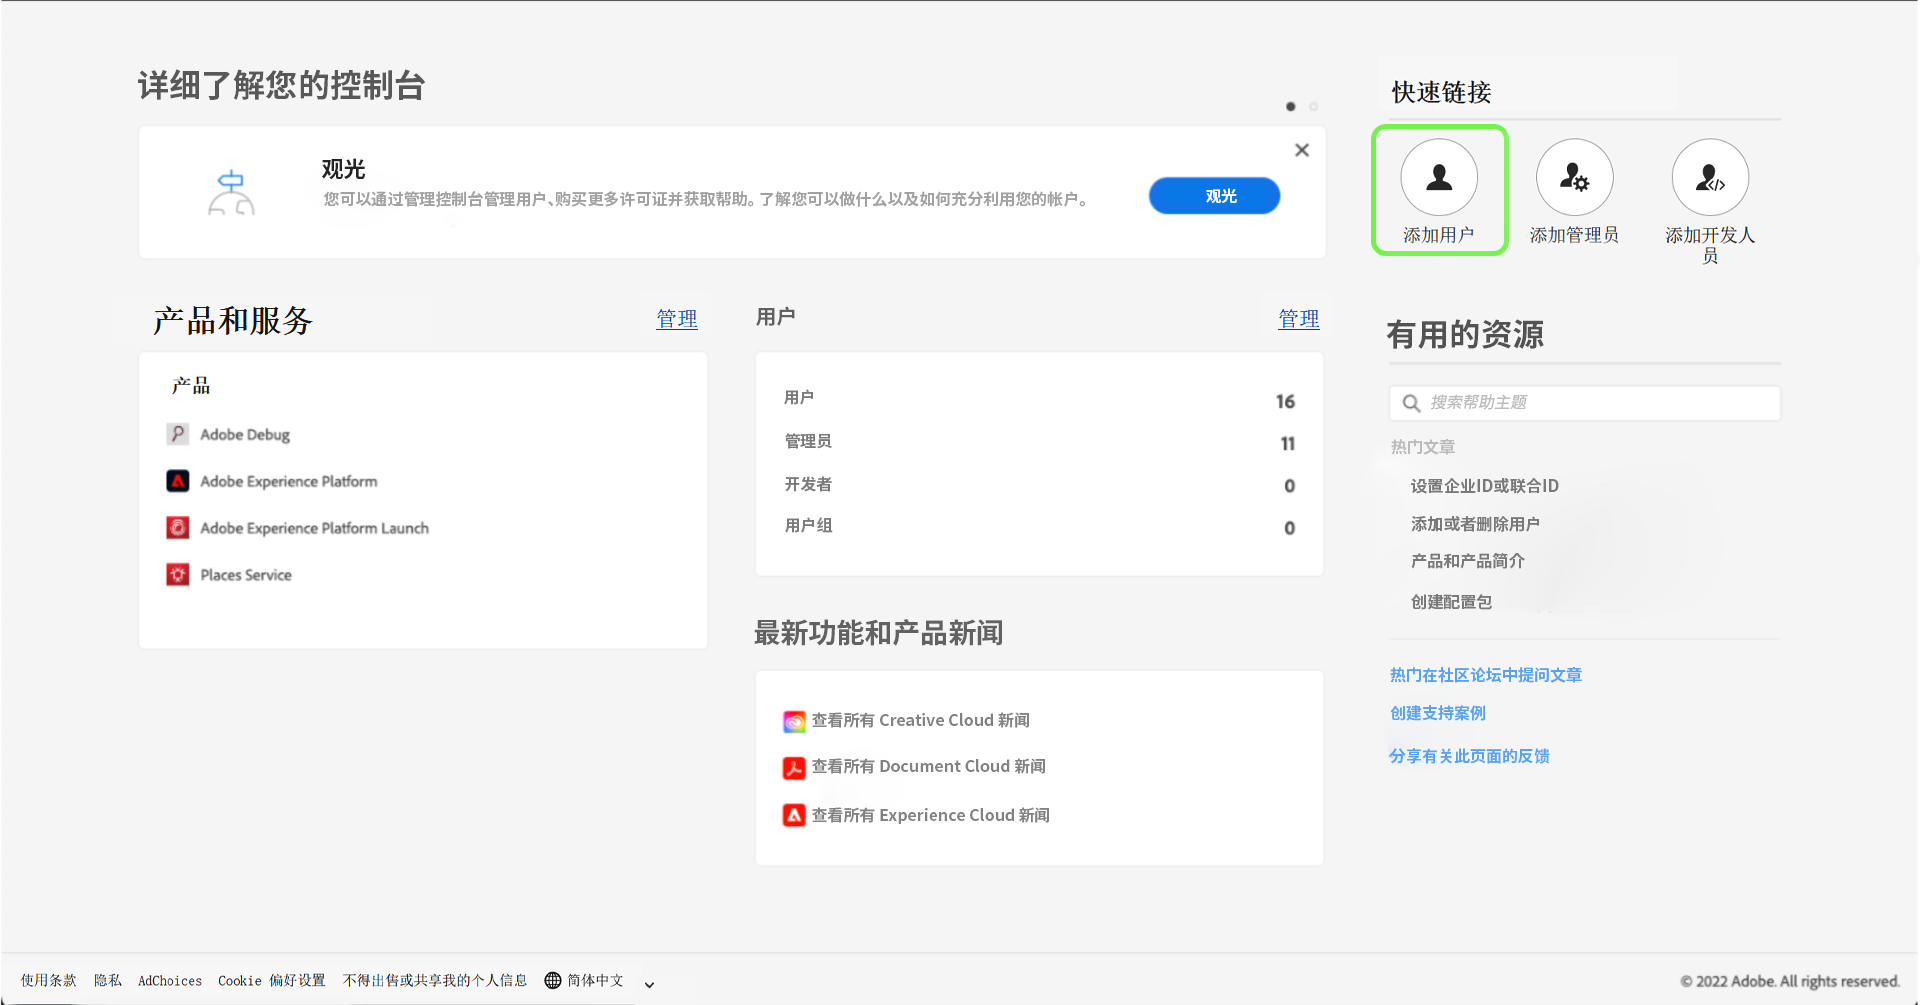 详细了解您的控制台
观光
您可以通过管理控制台管理用户、购买更多许可证并获取帮助。了解您可以做什么以及如何充分利用您的帐户。
观光
快速链接
添加用户
添加管理员
添加开发人
员
产品和服务
管理
产品
Adobe Debug
Adobe Experience Platform
Adobe Experience Platform Launch
Places Service
用户
管理
用户 16
管理员 11
开发者 0
用户组 0
最新功能和产品新闻
查看所有 Creative Cloud 新闻
查看所有 Document Cloud 新闻
查看所有 Experience Cloud 新闻
有用的资源
搜索帮助主题
热门文章
设置企业ID或联合ID
添加或者删除用户
产品和产品简介
创建配置包
热门在社区论坛中提问文章
创建支持案例
分享有关此页面的反馈
使用条款 隐私 AdChoices Cookie 偏好设置 不得出售或共享我的个人信息 简体中文
© 2022 Adobe. All rights reserved.